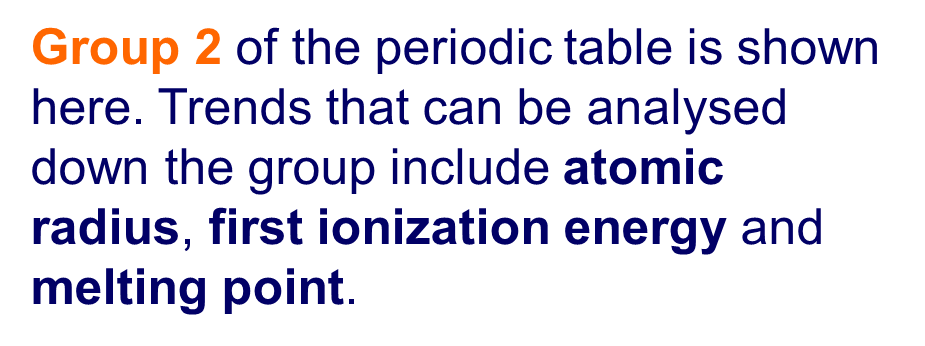 Group 2 of the periodic table is shown
here. Trends that can be analysed
down the group include atomic
radius, first ionization energy and
melting point.